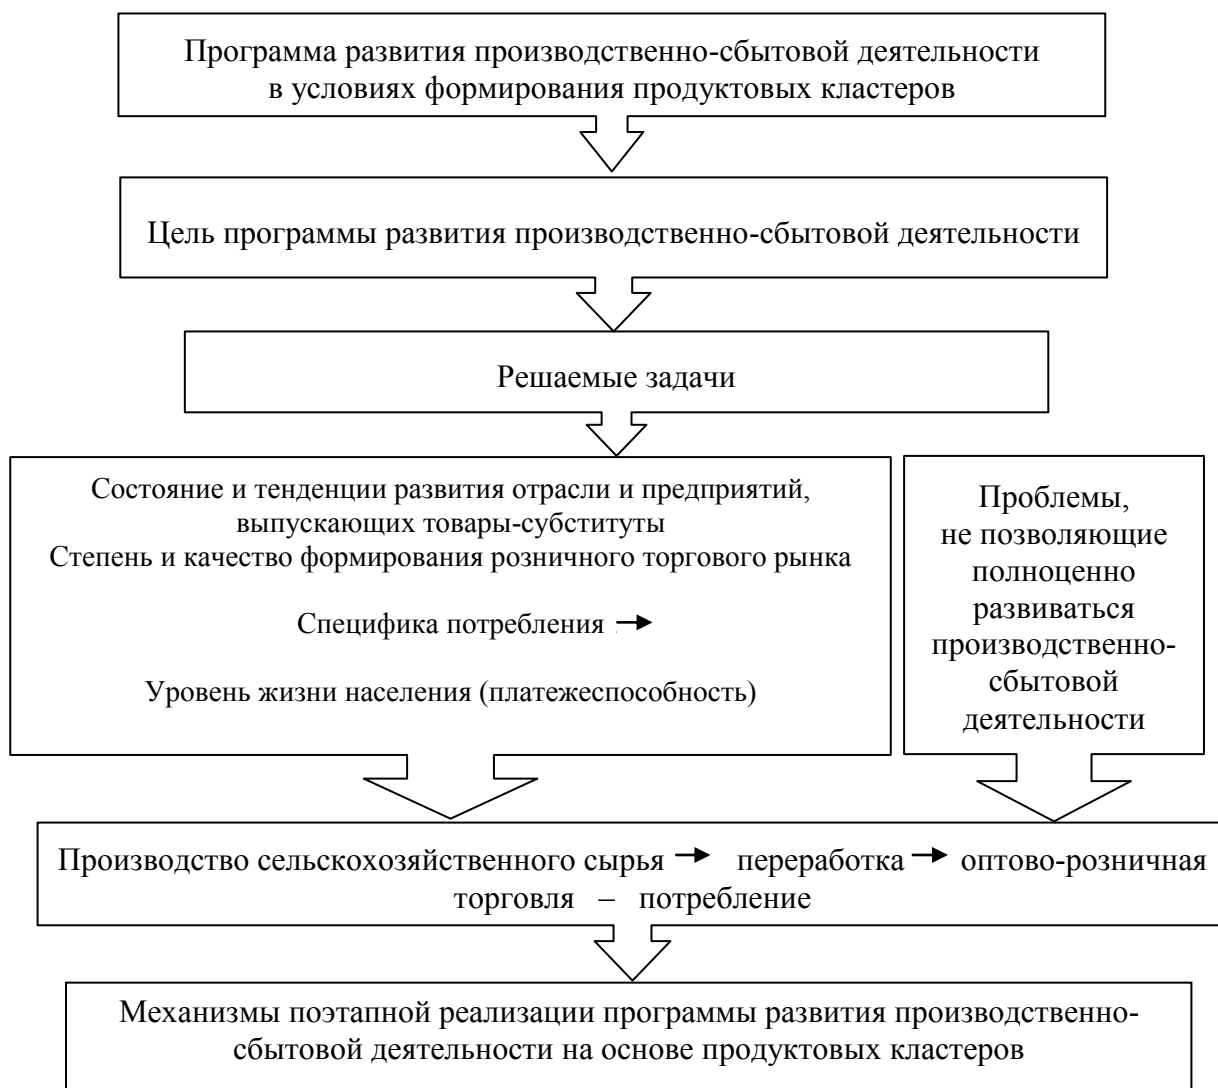 Программа развития производственно-сбытовой деятельности
в условиях формирования продуктовых кластеров
Цель программы развития производственно-сбытовой деятельности
Решаемые задачи
Состояние и тенденции развития отрасли и предприятий,
выпускающих товары-субституты
Степень и качество формирования розничного торгового рынка
Специфика потребления →
Уровень жизни населения (платежеспособность)
Проблемы,
не позволяющие
полноценно
развиваться
производственно-
сбытовой
деятельности
Производство сельскохозяйственного сырья → переработка → оптово-розничная
торговля – потребление
Механизмы поэтапной реализации программы развития производственно-
сбытовой деятельности на основе продуктовых кластеров